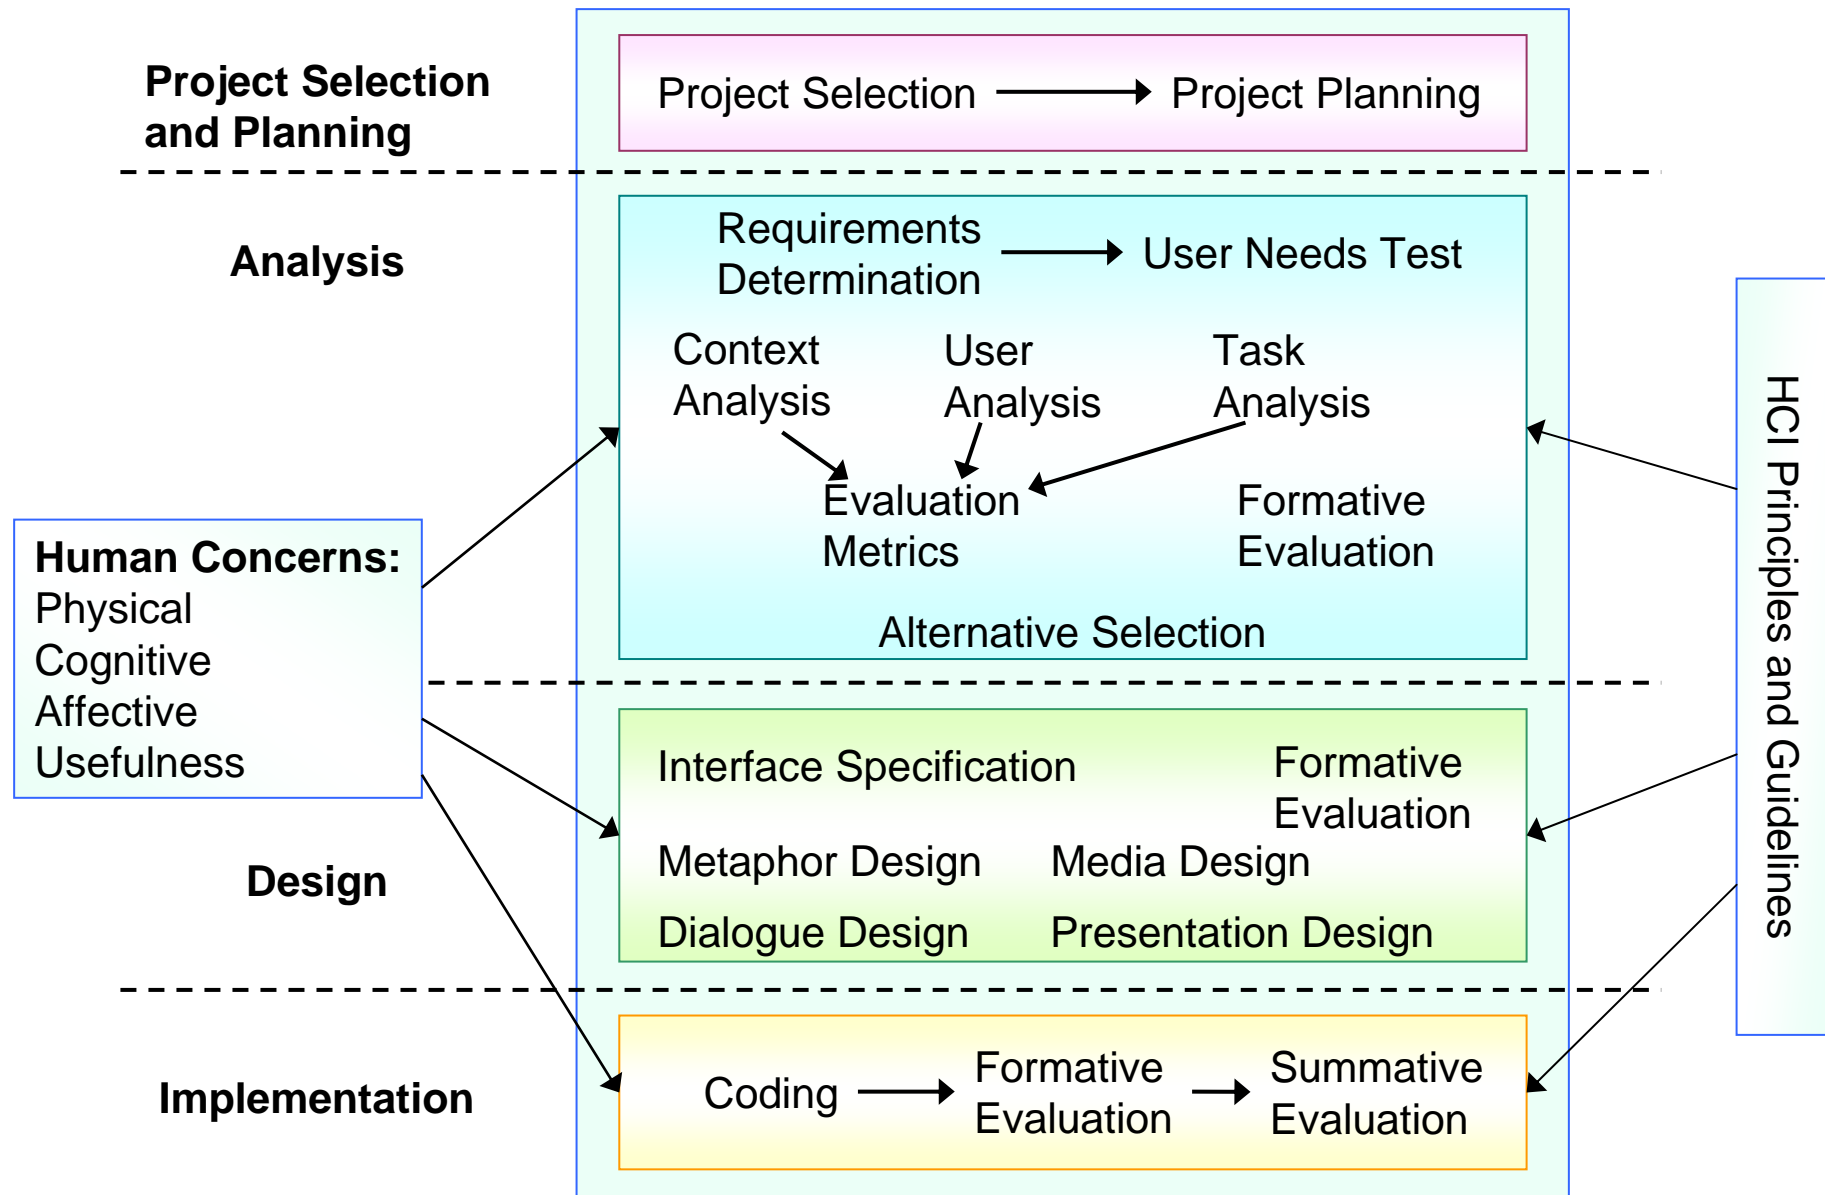 Project Selection
and Planning
Project Selection
Project Planning
Analysis
Requirements
Determination
User Needs Test
Context
Analysis
User
Analysis
Task
Analysis
Evaluation
Metrics
Formative
Evaluation
Alternative Selection
Human Concerns:
Physical
Cognitive
Affective
Usefulness
HCI Principles and Guidelines
Design
Interface Specification
Formative
Evaluation
Metaphor Design
Media Design
Dialogue Design
Presentation Design
Implementation
Coding
Formative
Evaluation
Summative
Evaluation